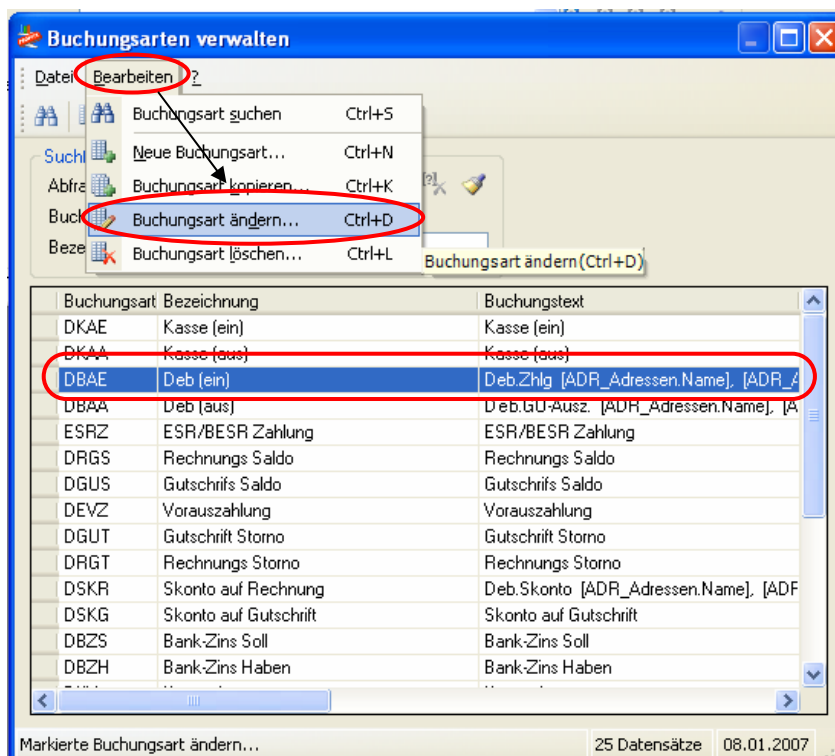 Buchungsarten verwalten
Datei Bearbeiten ?
Buchungsart suchen Ctrl+S
Neue Buchungsart... Ctrl+N
Buchungsart kopieren... Ctrl+K
Buchungsart ändern... Ctrl+D
Buchungsart löschen... Ctrl+L
Buchungsart ändern(Ctrl+D)
Buchungsart Bezeichnung Buchungstext
DKAE Kasse (ein) Kasse (ein)
DKAA Kasse (aus) Kasse (aus)
DBAE Deb (ein) Deb.Zhlg [ADR_Adressen.Name], [ADR_A
DBAA Deb (aus) Deb.GU-Ausz. [ADR_Adressen.Name], [A
ESRZ ESR/BESR Zahlung ESR/BESR Zahlung
DRGS Rechnungs Saldo Rechnungs Saldo
DGUS Gutschrifs Saldo Gutschrifs Saldo
DEVZ Vorauszahlung Vorauszahlung
DGUT Gutschrift Storno Gutschrift Storno
DRGT Rechnungs Storno Rechnungs Storno
DSKR Skonto auf Rechnung Deb.Skonto [ADR_Adressen.Name], [ADF
DSKG Skonto auf Gutschrift Skonto auf Gutschrift
DBZS Bank-Zins Soll Bank-Zins Soll
DBZH Bank-Zins Haben Bank-Zins Haben
Markierte Buchungsart ändern... 25 Datensätze 08.01.2007